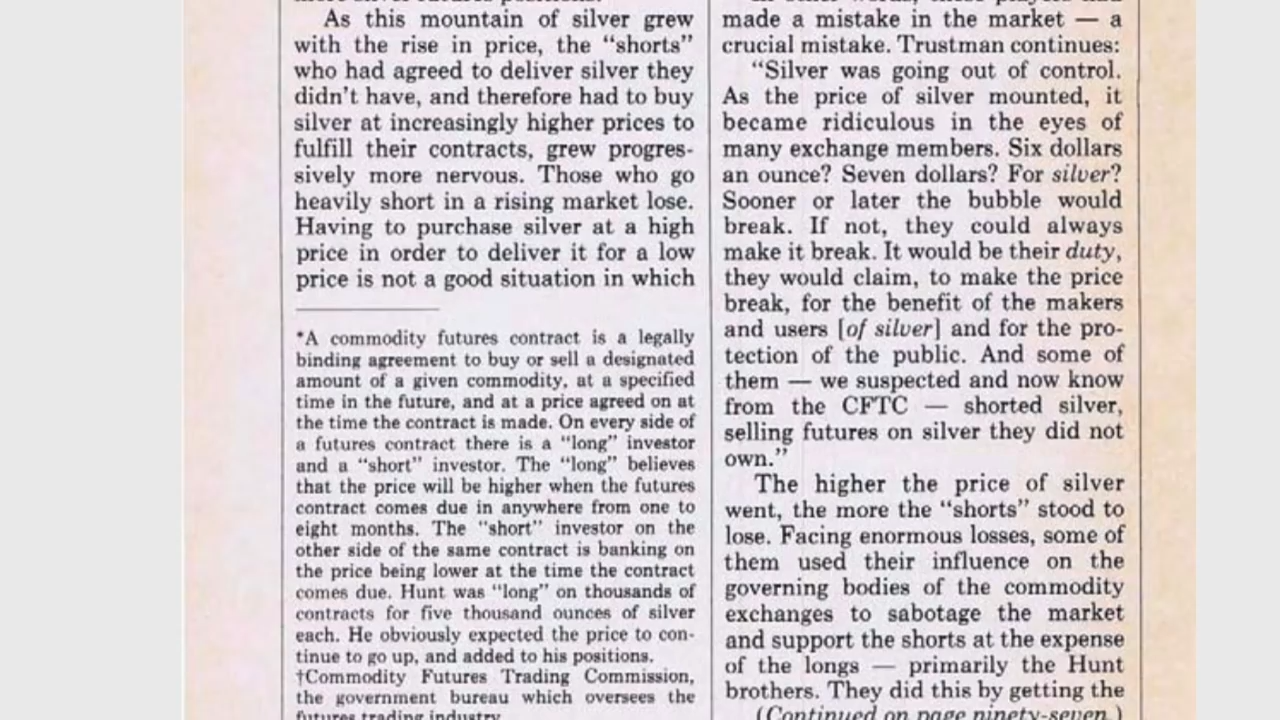 As this mountain of silver grew
with the rise in price, the “shorts”
who had agreed to deliver silver they
didn’t have, and therefore had to buy
silver at increasingly higher prices to
fulfill their contracts, grew progres-
sively more nervous. Those who go
heavily short in a rising market lose.
Having to purchase silver at a high
price in order to deliver it for a low
price is not a good situation in which
*A commodity futures contract is a legally
binding agreement to buy or sell a designated
amount of a given commodity, at a specified
time in the future, and at a price agreed on at
the time the contract is made. On every side of
a futures contract there is a “long” investor
and a “short” investor. The “long” believes
that the price will be higher when the futures
contract comes due in anywhere from one to
eight months. The “short” investor on the
other side of the same contract is banking on
the price being lower at the time the contract
comes due. Hunt was “long” on thousands of
contracts for five thousand ounces of silver
each. He obviously expected the price to con-
tinue to go up, and added to his positions.
†Commodity Futures Trading Commission,
the government bureau which oversees the
futures trading industry.
made a mistake in the market — a
crucial mistake. Trustman continues:
“Silver was going out of control.
As the price of silver mounted, it
became ridiculous in the eyes of
many exchange members. Six dollars
an ounce? Seven dollars? For silver?
Sooner or later the bubble would
break. If not, they could always
make it break. It would be their duty,
they would claim, to make the price
break, for the benefit of the makers
and users [of silver] and for the pro-
tection of the public. And some of
them — we suspected and now know
from the CFTC — shorted silver,
selling futures on silver they did not
own.”
The higher the price of silver
went, the more the “shorts” stood to
lose. Facing enormous losses, some of
them used their influence on the
governing bodies of the commodity
exchanges to sabotage the market
and support the shorts at the expense
of the longs — primarily the Hunt
brothers. They did this by getting the
(Continued on page ninety-seven.)